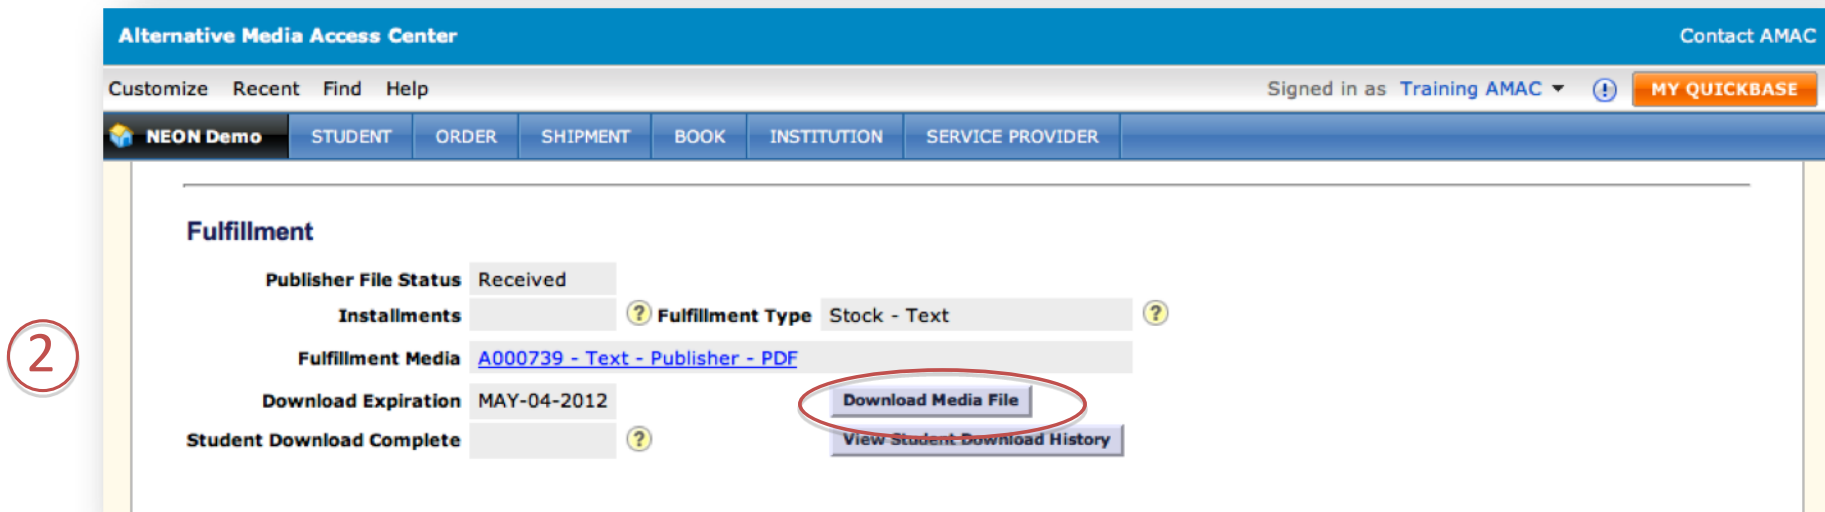 Alternative Media Access Center Contact AMAC
Customize Recent Find Help Signed in as Training AMAC MY QUICKBASE
NEON Demo STUDENT ORDER SHIPMENT BOOK INSTITUTION SERVICE PROVIDER
Fulfillment
Publisher File Status Received
Installments ? Fulfillment Type Stock - Text ?
2
Fulfillment Media A000739 - Text - Publisher - PDF
Download Expiration MAY-04-2012 Download Media File
Student Download Complete ? View Student Download History